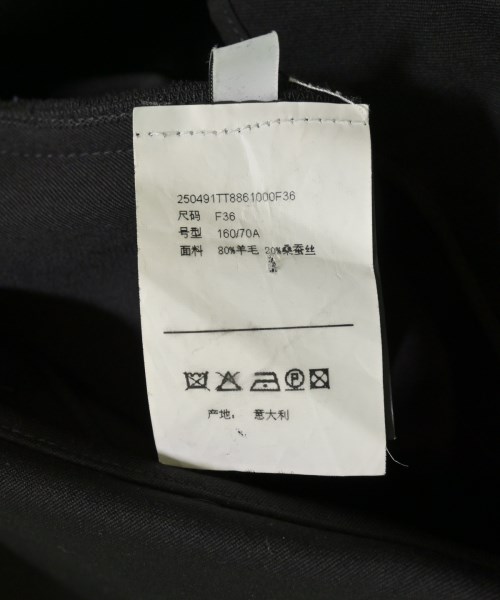 250491TT8861000F36
尺码 F36
号型 160/70A
面料 80%羊毛 20%桑蚕丝
P
产地: 意大利